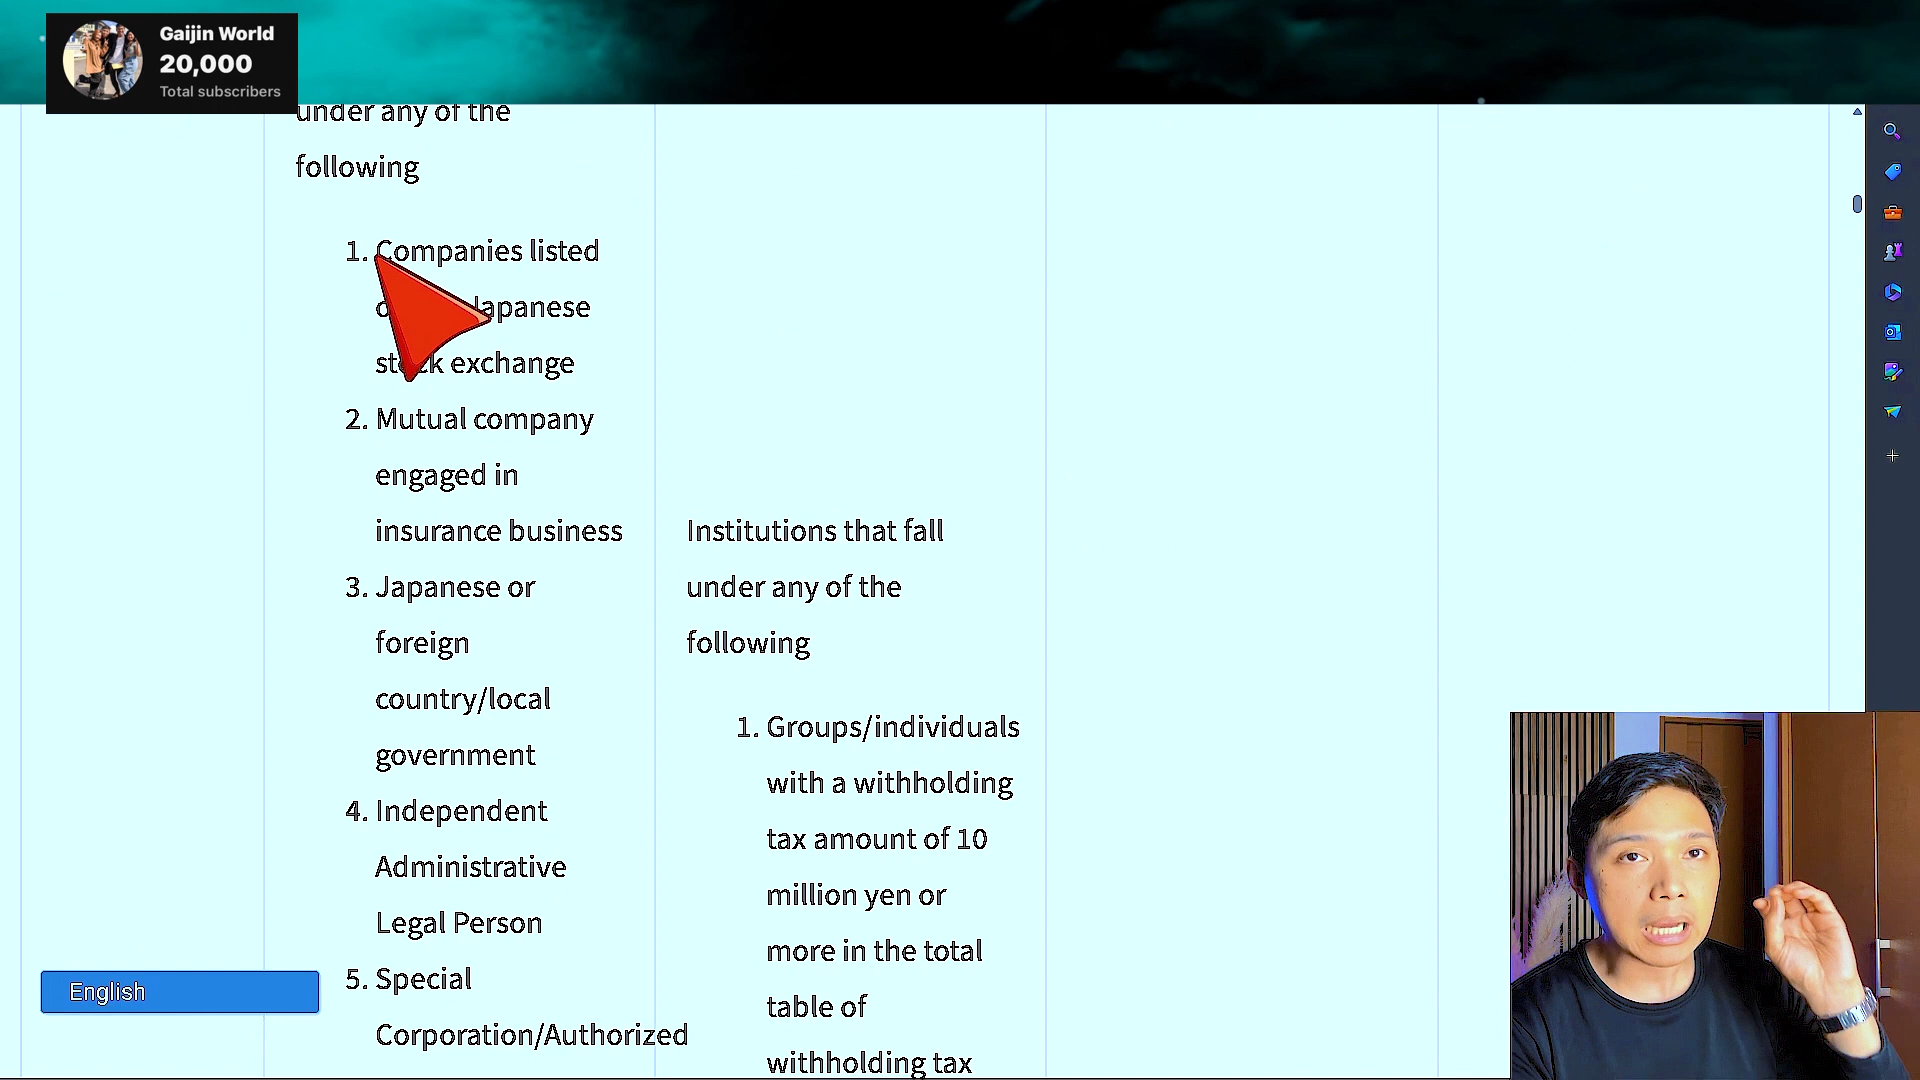 Gaijin World
20,000
Total subscribers
under any of the
following
1. Companies listed
Japanese
stock exchange
2. Mutual company
engaged in
insurance business
3. Japanese or
foreign
country/local
government
4. Independent
Administrative
Legal Person
5. Special
Corporation/Authorized
Institutions that fall
under any of the
following
1. Groups/individuals
with a withholding
tax amount of 10
million yen or
more in the total
table of
withholding tax
English